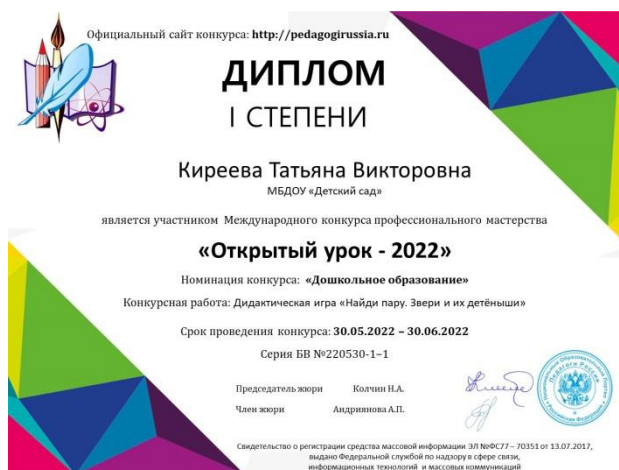 Официальный сайт конкурса: http://pedagogirussia.ru
ДИПЛОМ
I СТЕПЕНИ
Киреева Татьяна Викторовна
МБДОУ «Детский сад»
является участником Международного конкурса профессионального мастерства
«Открытый урок - 2022»
Номинация конкурса: «Дошкольное образование»
Конкурсная работа: Дидактическая игра «Найди пару. Звери и их детёныши»
Срок проведения конкурса: 30.05.2022 – 30.06.2022
Серия БВ №220530-1-1
Председатель жюри Колчин Н.А.
Член жюри Андриянова А.П.
Педагоги России
Свидетельство о регистрации средства массовой информации ЭЛ №ФС77 – 70351 от 13.07.2017,
выдано Федеральной службой по надзору в сфере связи,
информационных технологий и массовых коммуникаций